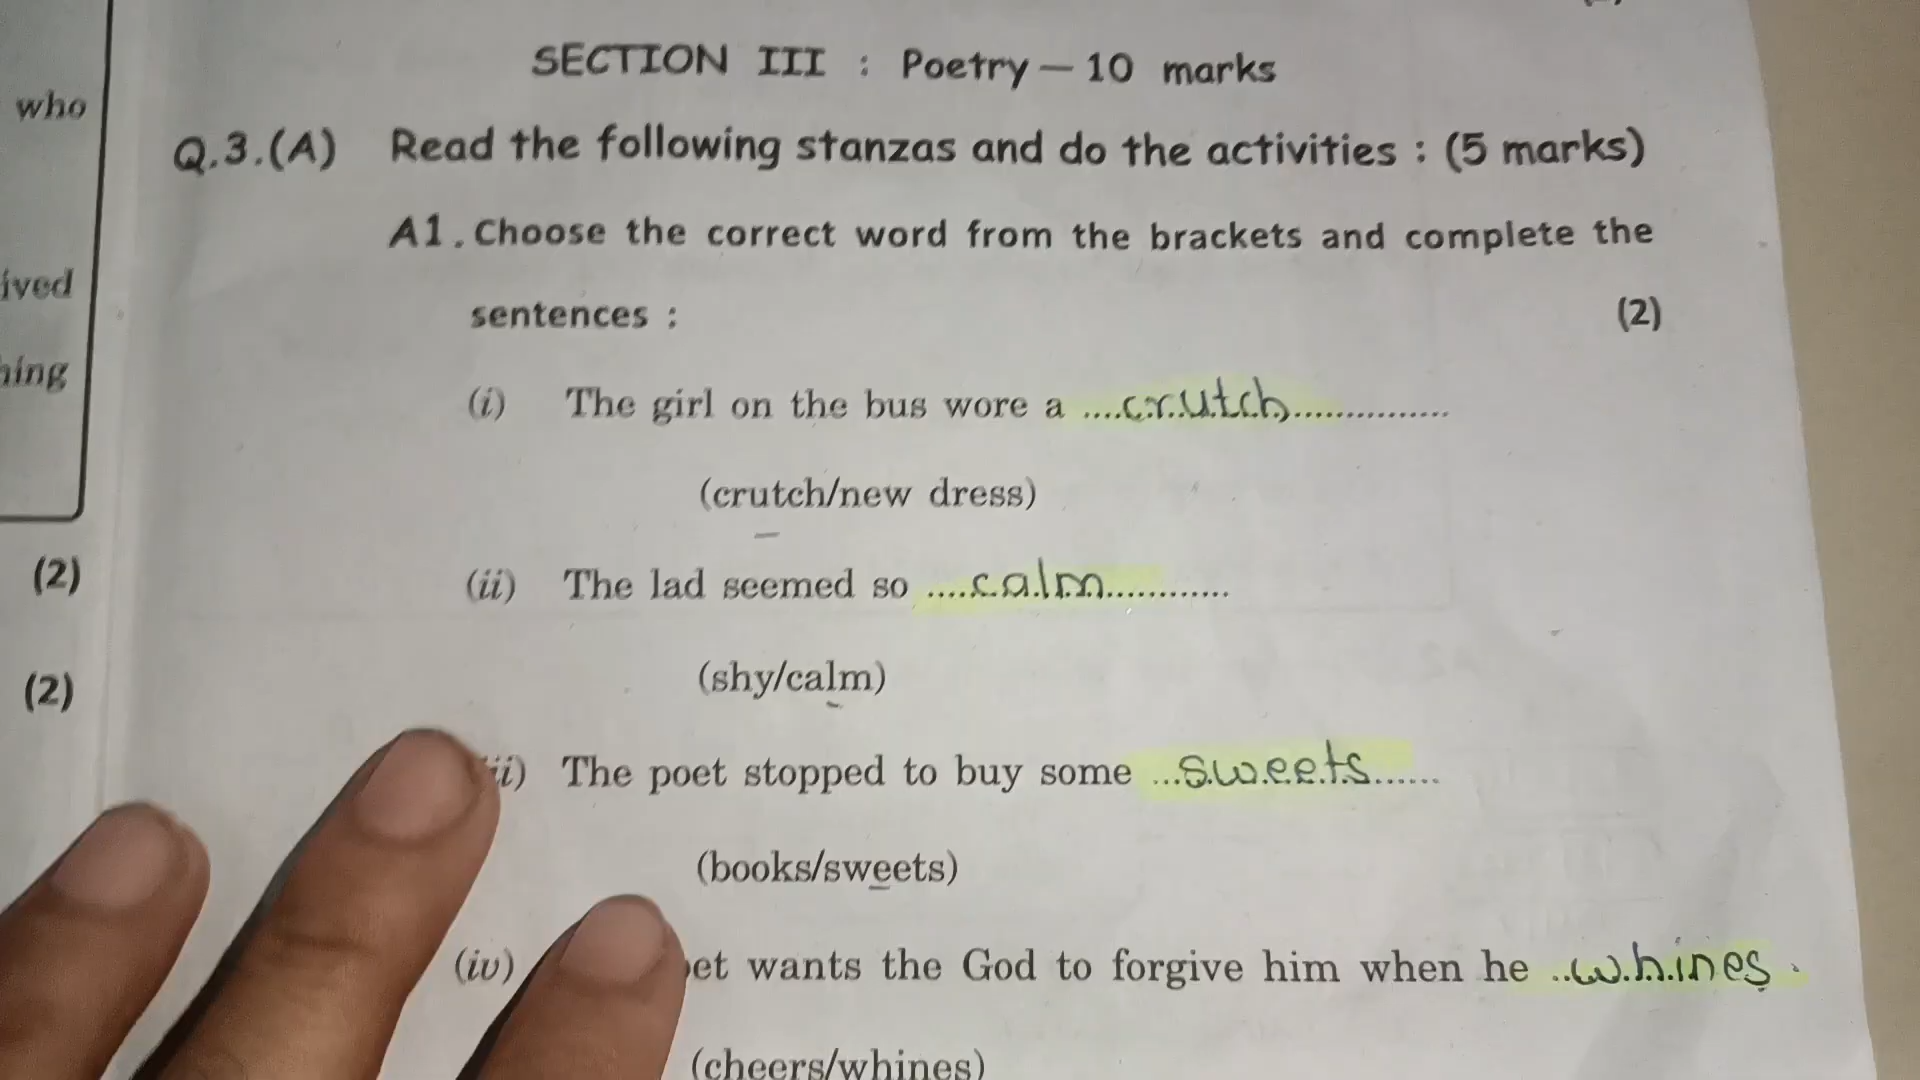 SECTION III : Poetry — 10 marks
who
Q.3.(A) Read the following stanzas and do the activities : (5 marks)
A1. Choose the correct word from the brackets and complete the
ived
sentences : (2)
hing
(i) The girl on the bus wore a ....crutch...............
(crutch/new dress)
(2)
(ii) The lad seemed so ....calm............
(shy/calm)
(2)
ii) The poet stopped to buy some ...sweets.......
(books/sweets)
(iv) et wants the God to forgive him when he ..whines .
(cheers/whines)